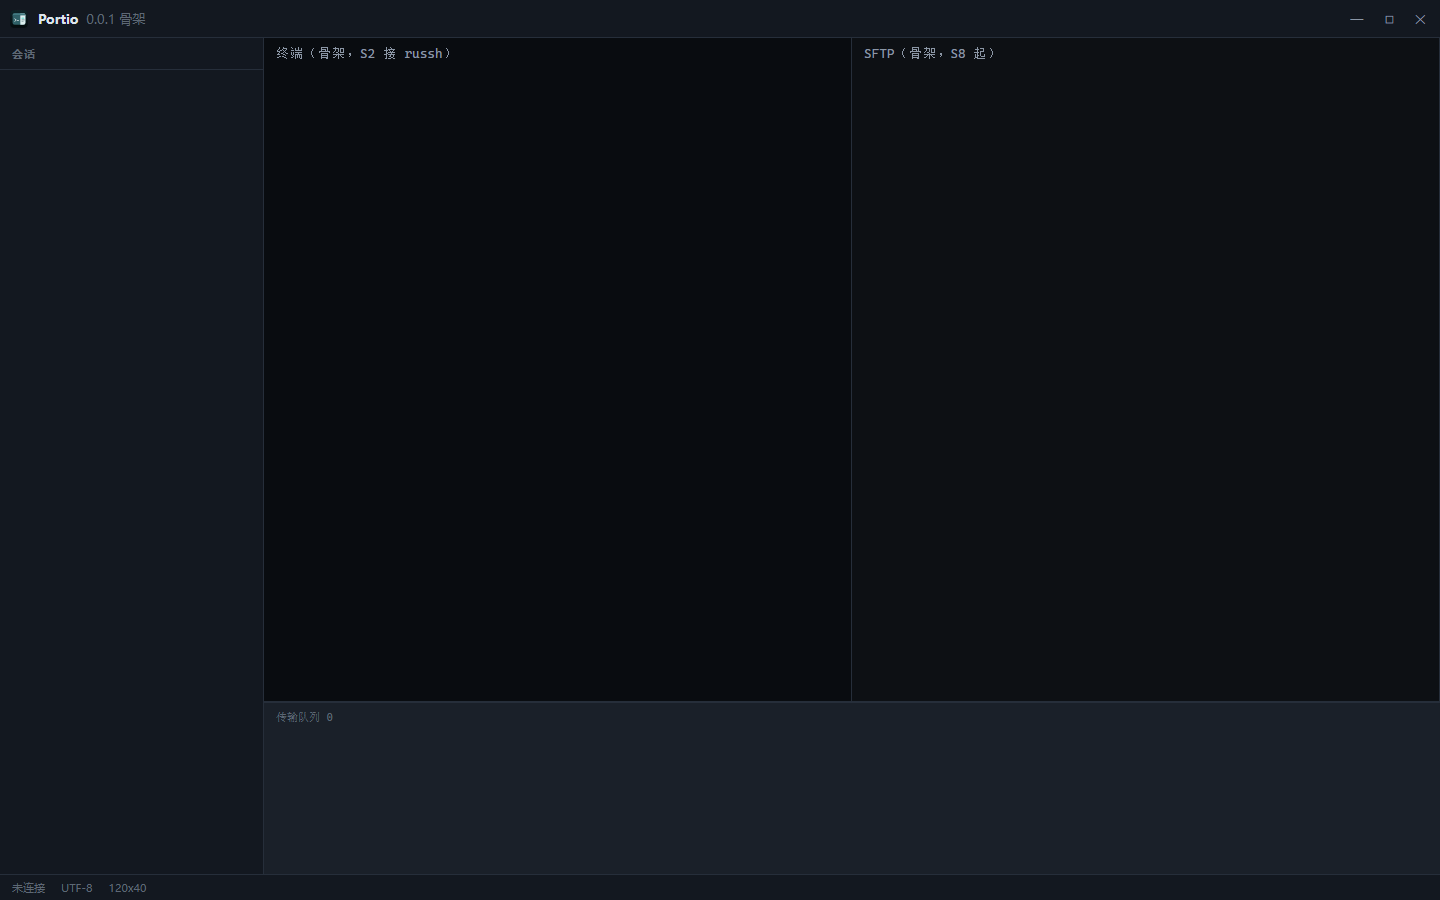 Portio 0.0.1 骨架
会话
终端（骨架，S2 接 russh）
SFTP（骨架，S8 起）
传输队列 0
未连接 UTF-8 120x40